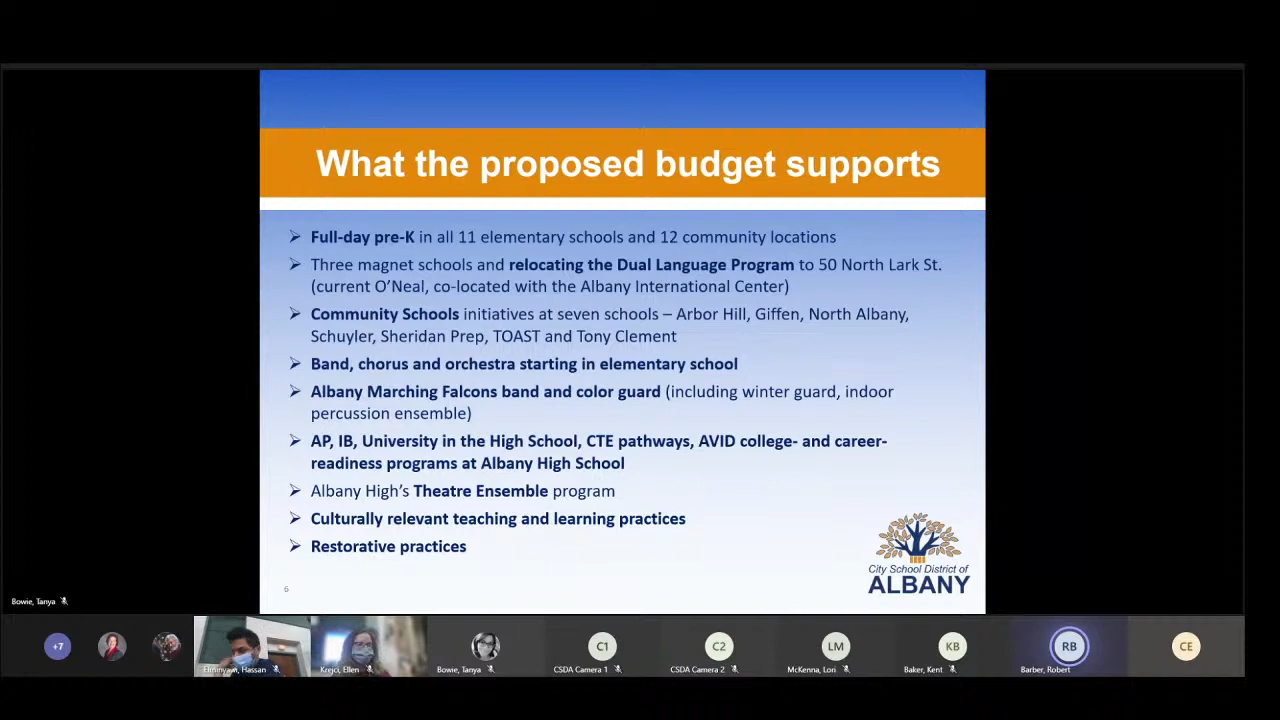 What the proposed budget supports
Full-day pre-K in all 11 elementary schools and 12 community locations
Three magnet schools and relocating the Dual Language Program to 50 North Lark St.
(current O’Neal, co-located with the Albany International Center)
Community Schools initiatives at seven schools – Arbor Hill, Giffen, North Albany,
Schuyler, Sheridan Prep, TOAST and Tony Clement
Band, chorus and orchestra starting in elementary school
Albany Marching Falcons band and color guard (including winter guard, indoor
percussion ensemble)
AP, IB, University in the High School, CTE pathways, AVID college- and career-
readiness programs at Albany High School
Albany High’s Theatre Ensemble program
Culturally relevant teaching and learning practices
Restorative practices
City School District of
ALBANY
6
Bowie, Tanya
+7
C1
C2
LM
KB
RB
CE
Elminyawi, Hassan
Krejci, Ellen
Bowie, Tanya
CSDA Camera 1
CSDA Camera 2
McKenna, Lori
Baker, Kent
Barber, Robert